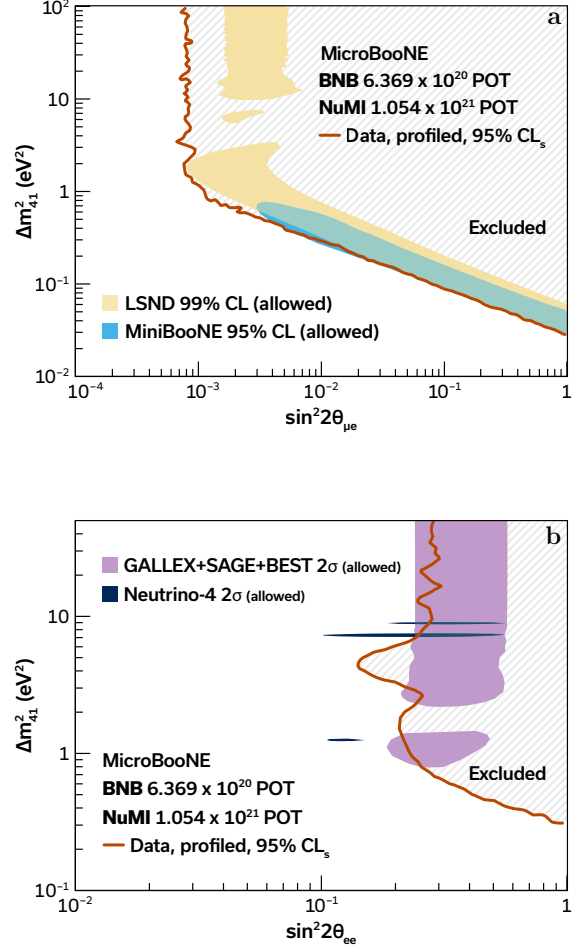 a
10²
10
1
10⁻¹
10⁻²
Δm²₄₁ (eV²)
MicroBooNE
BNB 6.369 x 10²⁰ POT
NuMI 1.054 x 10²¹ POT
Data, profiled, 95% CLₛ
Excluded
LSND 99% CL (allowed)
MiniBooNE 95% CL (allowed)
10⁻⁴ 10⁻³ 10⁻² 10⁻¹ 1
sin²2θμe
b
GALLEX+SAGE+BEST 2σ (allowed)
Neutrino-4 2σ (allowed)
10
1
10⁻¹
Δm²₄₁ (eV²)
Excluded
MicroBooNE
BNB 6.369 x 10²⁰ POT
NuMI 1.054 x 10²¹ POT
Data, profiled, 95% CLₛ
10⁻² 10⁻¹ 1
sin²2θee